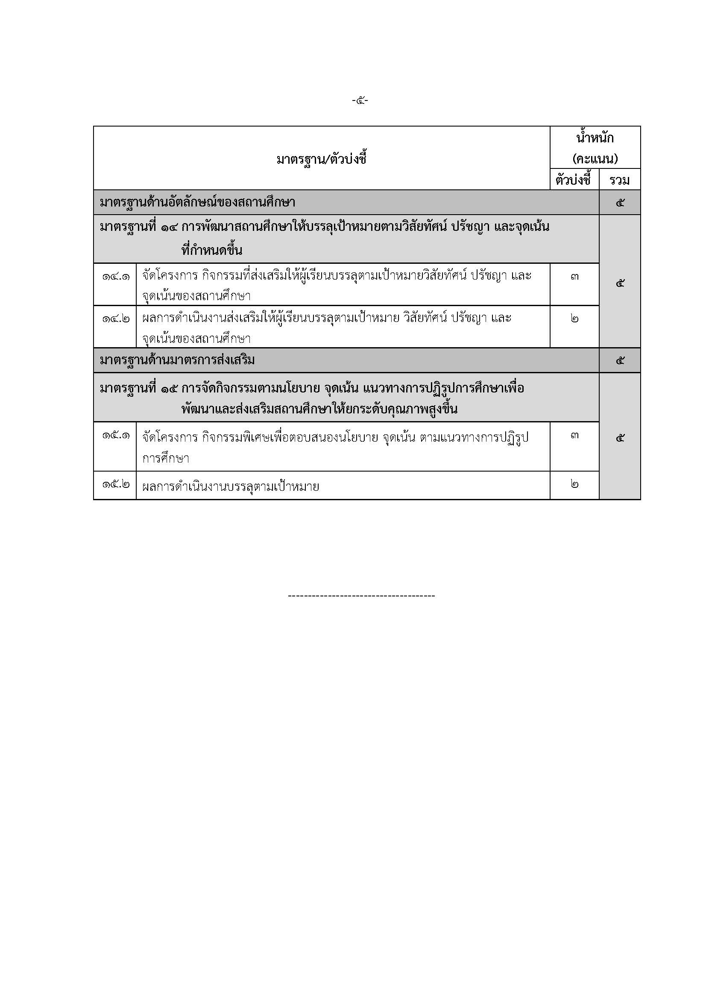 -๕-
มาตรฐาน/ตัวบ่งชี้
น้ำหนัก
(คะแนน)
ตัวบ่งชี้ รวม
มาตรฐานด้านอัตลักษณ์ของสถานศึกษา ๕
มาตรฐานที่ ๑๔ การพัฒนาสถานศึกษาให้บรรลุเป้าหมายตามวิสัยทัศน์ ปรัชญา และจุดเน้น
ที่กำหนดขึ้น
๕
๑๔.๑ จัดโครงการ กิจกรรมที่ส่งเสริมให้ผู้เรียนบรรลุตามเป้าหมายวิสัยทัศน์ ปรัชญา และ ๓
จุดเน้นของสถานศึกษา
๑๔.๒ ผลการดำเนินงานส่งเสริมให้ผู้เรียนบรรลุตามเป้าหมาย วิสัยทัศน์ ปรัชญา และ ๒
จุดเน้นของสถานศึกษา
มาตรฐานด้านมาตรการส่งเสริม ๕
มาตรฐานที่ ๑๕ การจัดกิจกรรมตามนโยบาย จุดเน้น แนวทางการปฏิรูปการศึกษาเพื่อ
พัฒนาและส่งเสริมสถานศึกษาให้ยกระดับคุณภาพสูงขึ้น
๕
๑๕.๑ จัดโครงการ กิจกรรมพิเศษเพื่อตอบสนองนโยบาย จุดเน้น ตามแนวทางการปฏิรูป ๓
การศึกษา
๑๕.๒ ผลการดำเนินงานบรรลุตามเป้าหมาย ๒
-------------------------------------